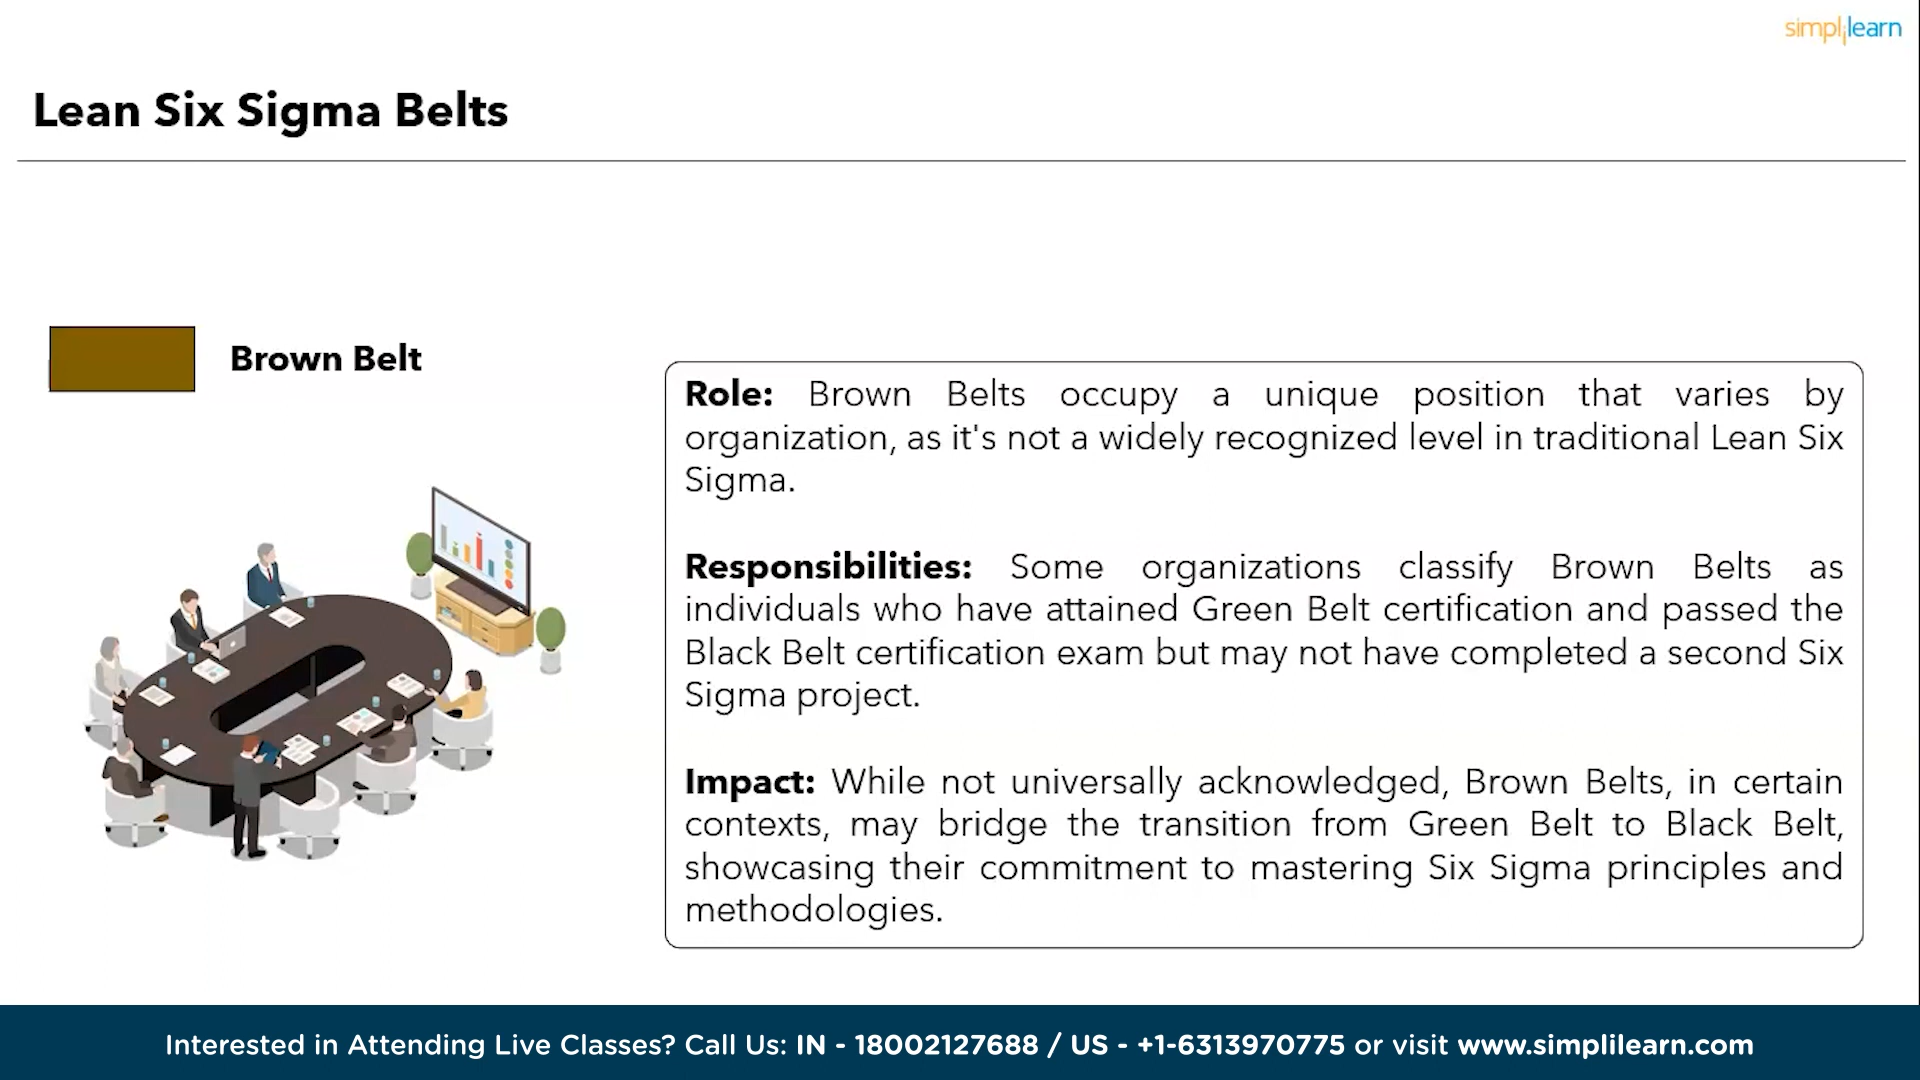 simplilearn
Lean Six Sigma Belts
Brown Belt
Role: Brown Belts occupy a unique position that varies by
organization, as it's not a widely recognized level in traditional Lean Six
Sigma.
Responsibilities: Some organizations classify Brown Belts as
individuals who have attained Green Belt certification and passed the
Black Belt certification exam but may not have completed a second Six
Sigma project.
Impact: While not universally acknowledged, Brown Belts, in certain
contexts, may bridge the transition from Green Belt to Black Belt,
showcasing their commitment to mastering Six Sigma principles and
methodologies.
Interested in Attending Live Classes? Call Us: IN - 18002127688 / US - +1-6313970775 or visit www.simplilearn.com